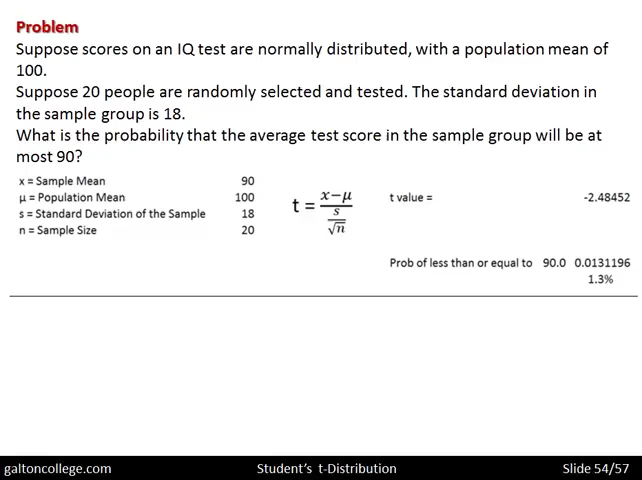 Problem
Suppose scores on an IQ test are normally distributed, with a population mean of
100.
Suppose 20 people are randomly selected and tested. The standard deviation in
the sample group is 18.
What is the probability that the average test score in the sample group will be at
most 90?
x = Sample Mean 90
μ = Population Mean 100
s = Standard Deviation of the Sample 18
n = Sample Size 20
t = x−μ / s / √n
t value = -2.48452
Prob of less than or equal to 90.0 0.0131196
1.3%
galtoncollege.com Student's t-Distribution Slide 54/57